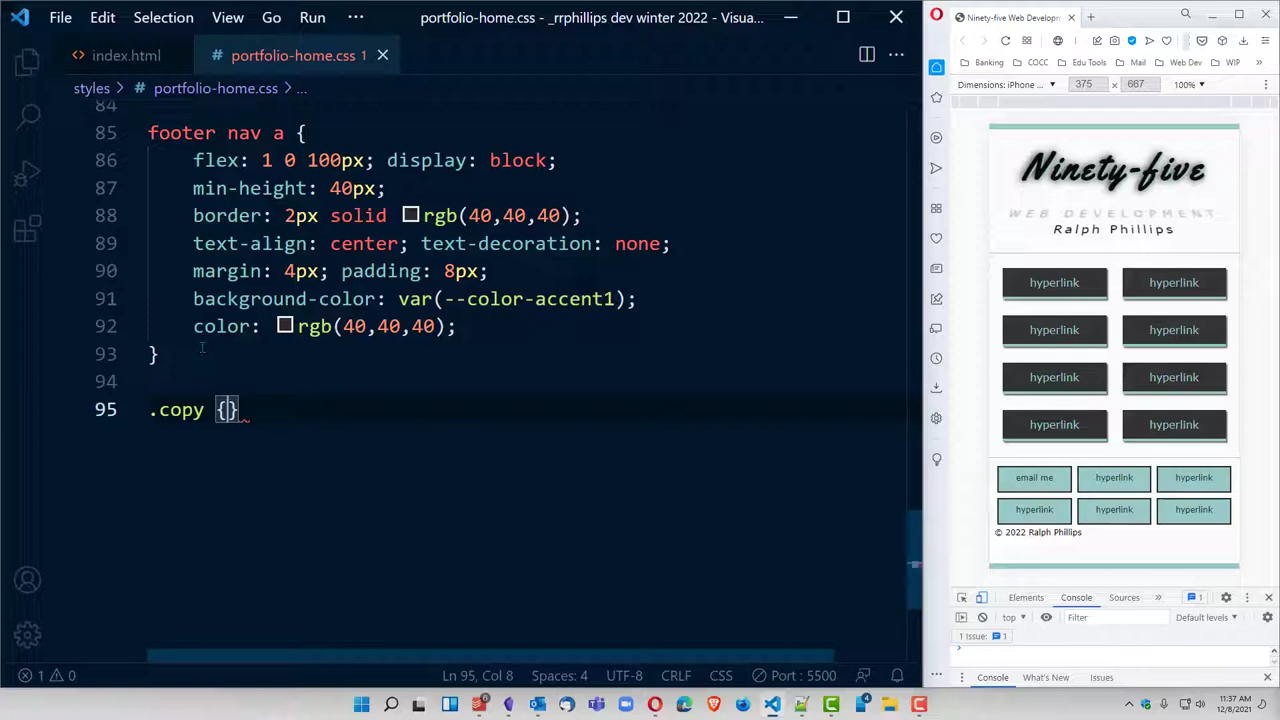 File Edit Selection View Go Run ··· portfolio-home.css - _rrphillips dev winter 2022 - Visua...
index.html
# portfolio-home.css 1
styles > # portfolio-home.css > ...
84
85 footer nav a {
86 flex: 1 0 100px; display: block;
87 min-height: 40px;
88 border: 2px solid rgb(40,40,40);
89 text-align: center; text-decoration: none;
90 margin: 4px; padding: 8px;
91 background-color: var(--color-accent1);
92 color: rgb(40,40,40);
93 }
94
95 .copy {}
1 0 Ln 95, Col 8 Spaces: 4 UTF-8 CRLF CSS Port : 5500
Ninety-five Web Developm
Banking COCC Edu Tools Mail Web Dev WIP »
Dimensions: iPhone ... 375 × 667 100%
Ninety-five
WEB DEVELOPMENT
Ralph Phillips
hyperlink hyperlink
hyperlink hyperlink
hyperlink hyperlink
hyperlink hyperlink
email me hyperlink hyperlink
hyperlink hyperlink hyperlink
© 2022 Ralph Phillips
Elements Console Sources » 1
top Filter Default levels
1 Issue: 1
Console What's New Issues
6 4
11:37 AM
12/8/2021